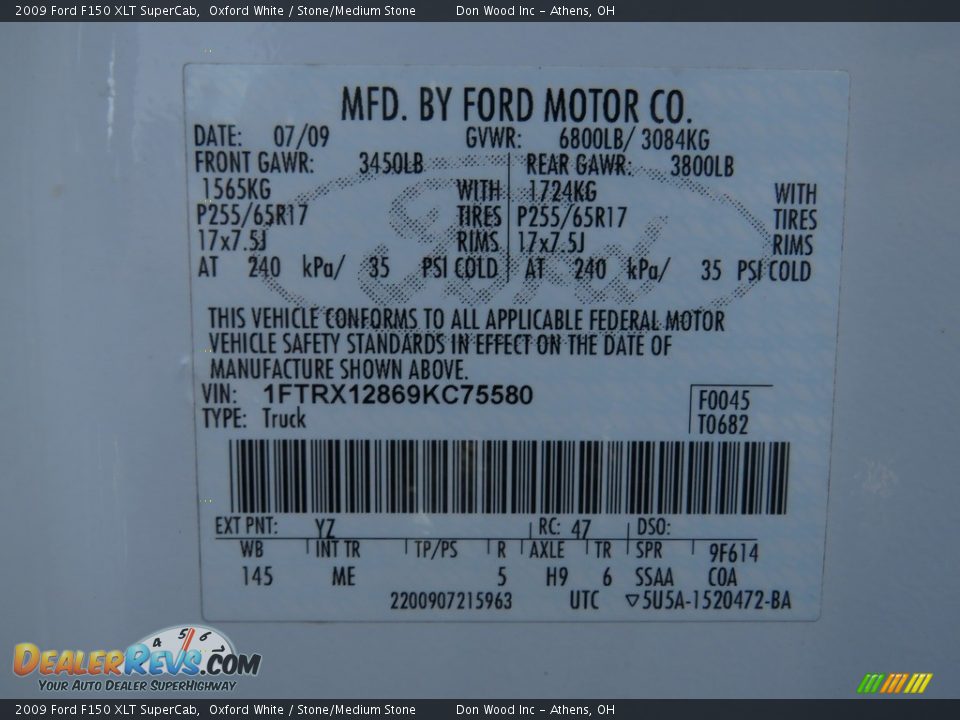 2009 Ford F150 XLT SuperCab, Oxford White / Stone/Medium Stone Don Wood Inc - Athens, OH
MFD. BY FORD MOTOR CO.
DATE: 07/09 GVWR: 6800LB/ 3084KG
FRONT GAWR: 3450LB REAR GAWR: 3800LB
1565KG WITH 1724KG WITH
P255/65R17 TIRES P255/65R17 TIRES
17x7.5J RIMS 17x7.5J RIMS
AT 240 kPa/ 35 PSI COLD AT 240 kPa/ 35 PSI COLD
Ford
THIS VEHICLE CONFORMS TO ALL APPLICABLE FEDERAL MOTOR
VEHICLE SAFETY STANDARDS IN EFFECT ON THE DATE OF
MANUFACTURE SHOWN ABOVE.
VIN: 1FTRX12869KC75580
F0045
TYPE: Truck
T0682
EXT PNT: YZ RC: 47 DSO:
WB INT TR TP/PS R AXLE TR SPR 9F614
145 ME 5 H9 6 SSAA COA
2200907215963 UTC ▽5U5A-1520472-BA
4 5 6 7
DealerRevs.com
Your Auto Dealer SuperHighway
2009 Ford F150 XLT SuperCab, Oxford White / Stone/Medium Stone Don Wood Inc - Athens, OH